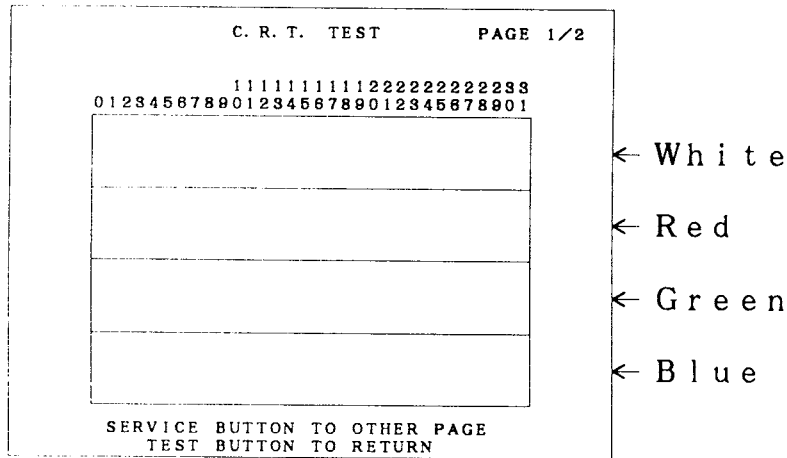 C. R. T. TEST PAGE 1/2
1111111111222222222233
01234567890123456789012345678901
← White
← Red
← Green
← Blue
SERVICE BUTTON TO OTHER PAGE
TEST BUTTON TO RETURN